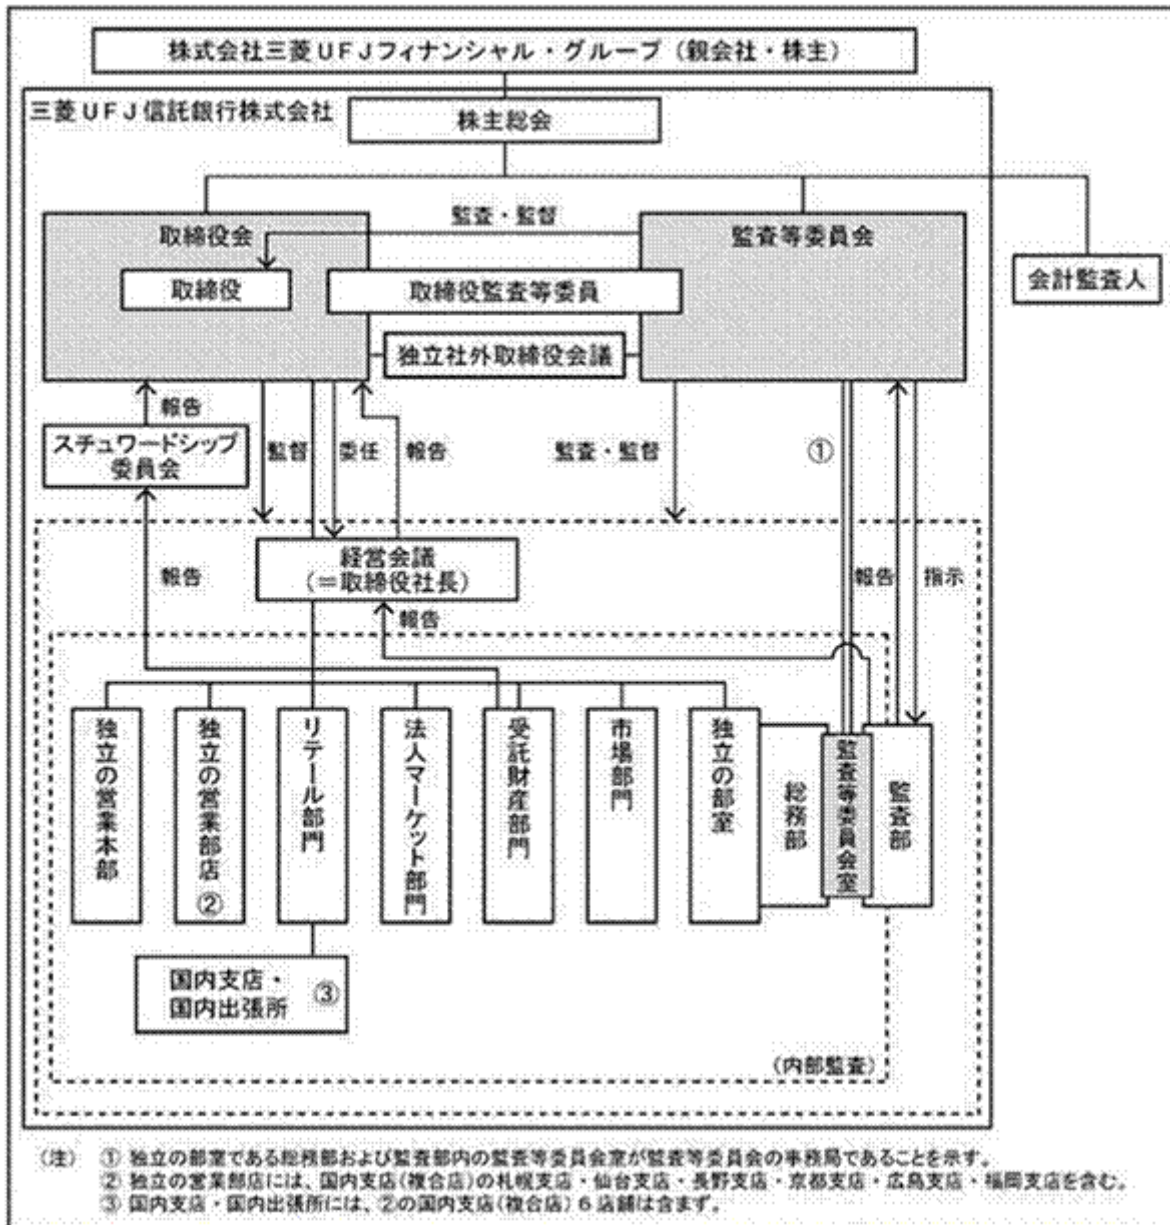 株式会社三菱UFJフィナンシャル・グループ（親会社・株主）
三菱UFJ信託銀行株式会社
株主総会
監査・監督
取締役会
監査等委員会
取締役
取締役監査等委員
会計監査人
独立社外取締役会議
報告
スチュワードシップ
委員会
監督
委任
報告
監査・監督
①
経営会議
（＝取締役社長）
報告
報告
指示
報告
独立の営業本部
独立の営業部店②
リテール部門
法人マーケット部門
受託財産部門
市場部門
独立の部室
総務部
監査等委員会室
監査部
国内支店・
国内出張所
③
（内部監査）
（注） ① 独立の部室である総務部および監査部内の監査等委員会室が監査等委員会の事務局であることを示す。
② 独立の営業部店には、国内支店（複合店）の札幌支店・仙台支店・長野支店・京都支店・広島支店・福岡支店を含む。
③ 国内支店・国内出張所には、②の国内支店（複合店）６店舗は含まず。